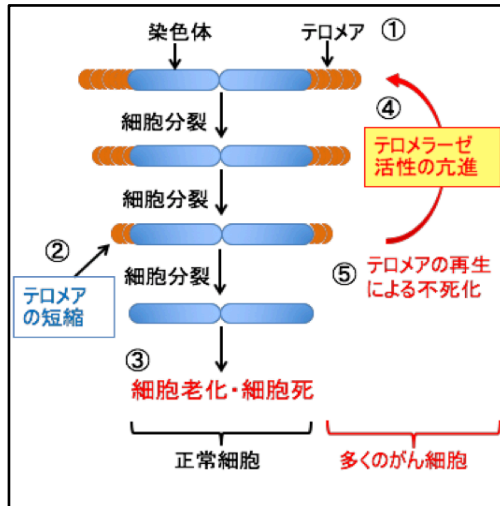 染色体
テロメア ①
細胞分裂
④
テロメラーゼ
活性の亢進
細胞分裂
②
テロメア
の短縮
細胞分裂
⑤ テロメアの再生
による不死化
③
細胞老化・細胞死
正常細胞
多くのがん細胞